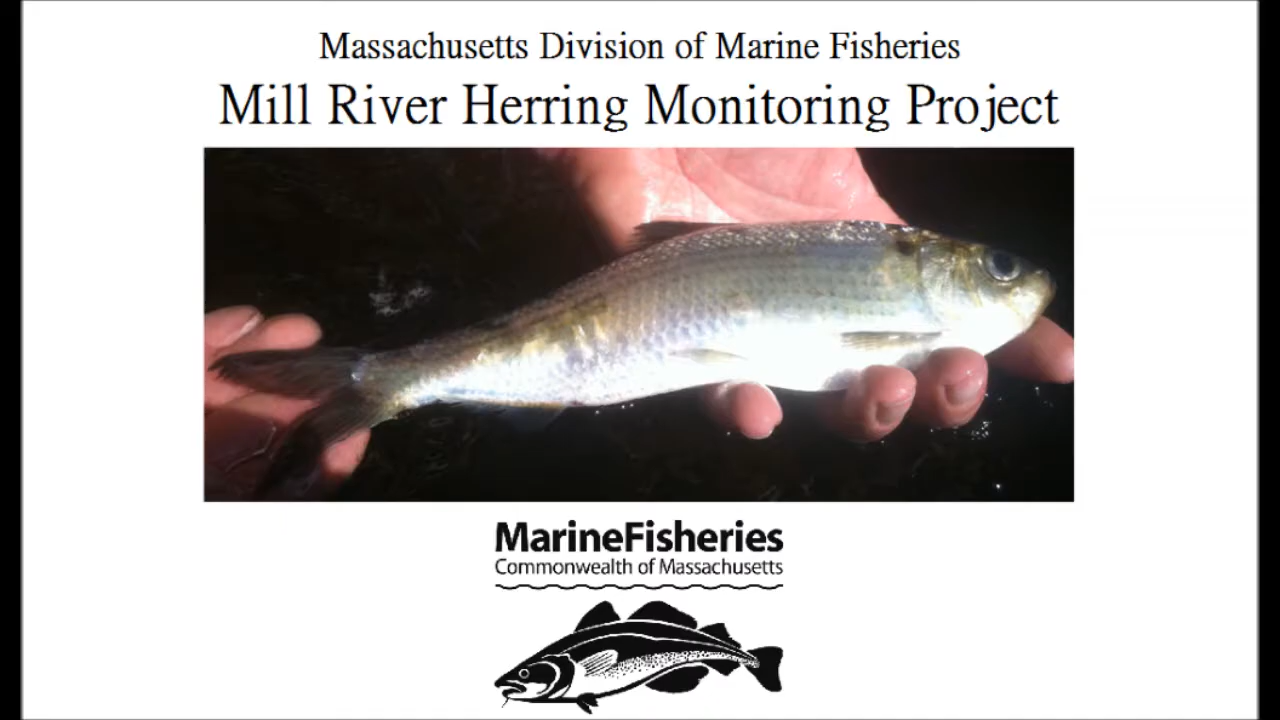 Massachusetts Division of Marine Fisheries
Mill River Herring Monitoring Project
MarineFisheries
Commonwealth of Massachusetts